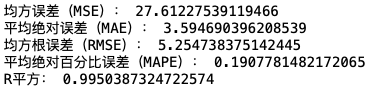 均方误差（MSE）： 27.61227539119466
平均绝对误差（MAE）： 3.594690396208539
均方根误差（RMSE）： 5.254738375142445
平均绝对百分比误差（MAPE）： 0.1907781482172065
R平方： 0.9950387324722574